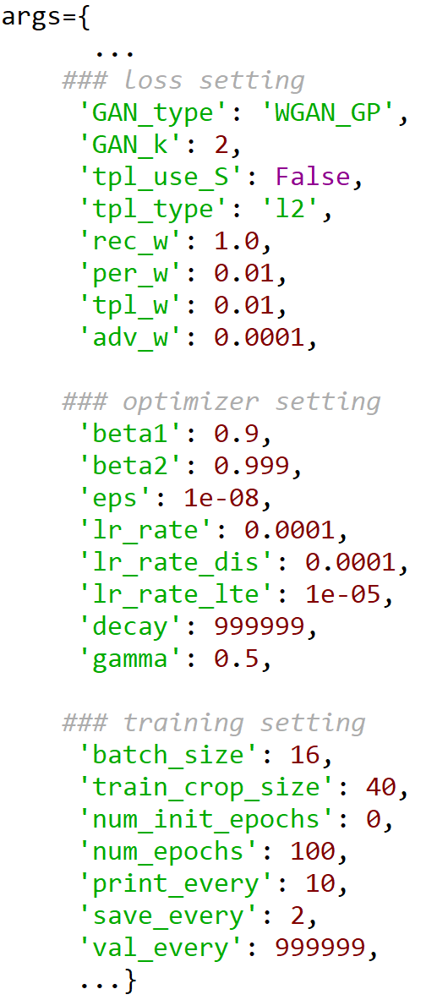 args={
...
### loss setting
'GAN_type': 'WGAN_GP',
'GAN_k': 2,
'tpl_use_S': False,
'tpl_type': 'l2',
'rec_w': 1.0,
'per_w': 0.01,
'tpl_w': 0.01,
'adv_w': 0.0001,
### optimizer setting
'beta1': 0.9,
'beta2': 0.999,
'eps': 1e-08,
'lr_rate': 0.0001,
'lr_rate_dis': 0.0001,
'lr_rate_lte': 1e-05,
'decay': 999999,
'gamma': 0.5,
### training setting
'batch_size': 16,
'train_crop_size': 40,
'num_init_epochs': 0,
'num_epochs': 100,
'print_every': 10,
'save_every': 2,
'val_every': 999999,
...}